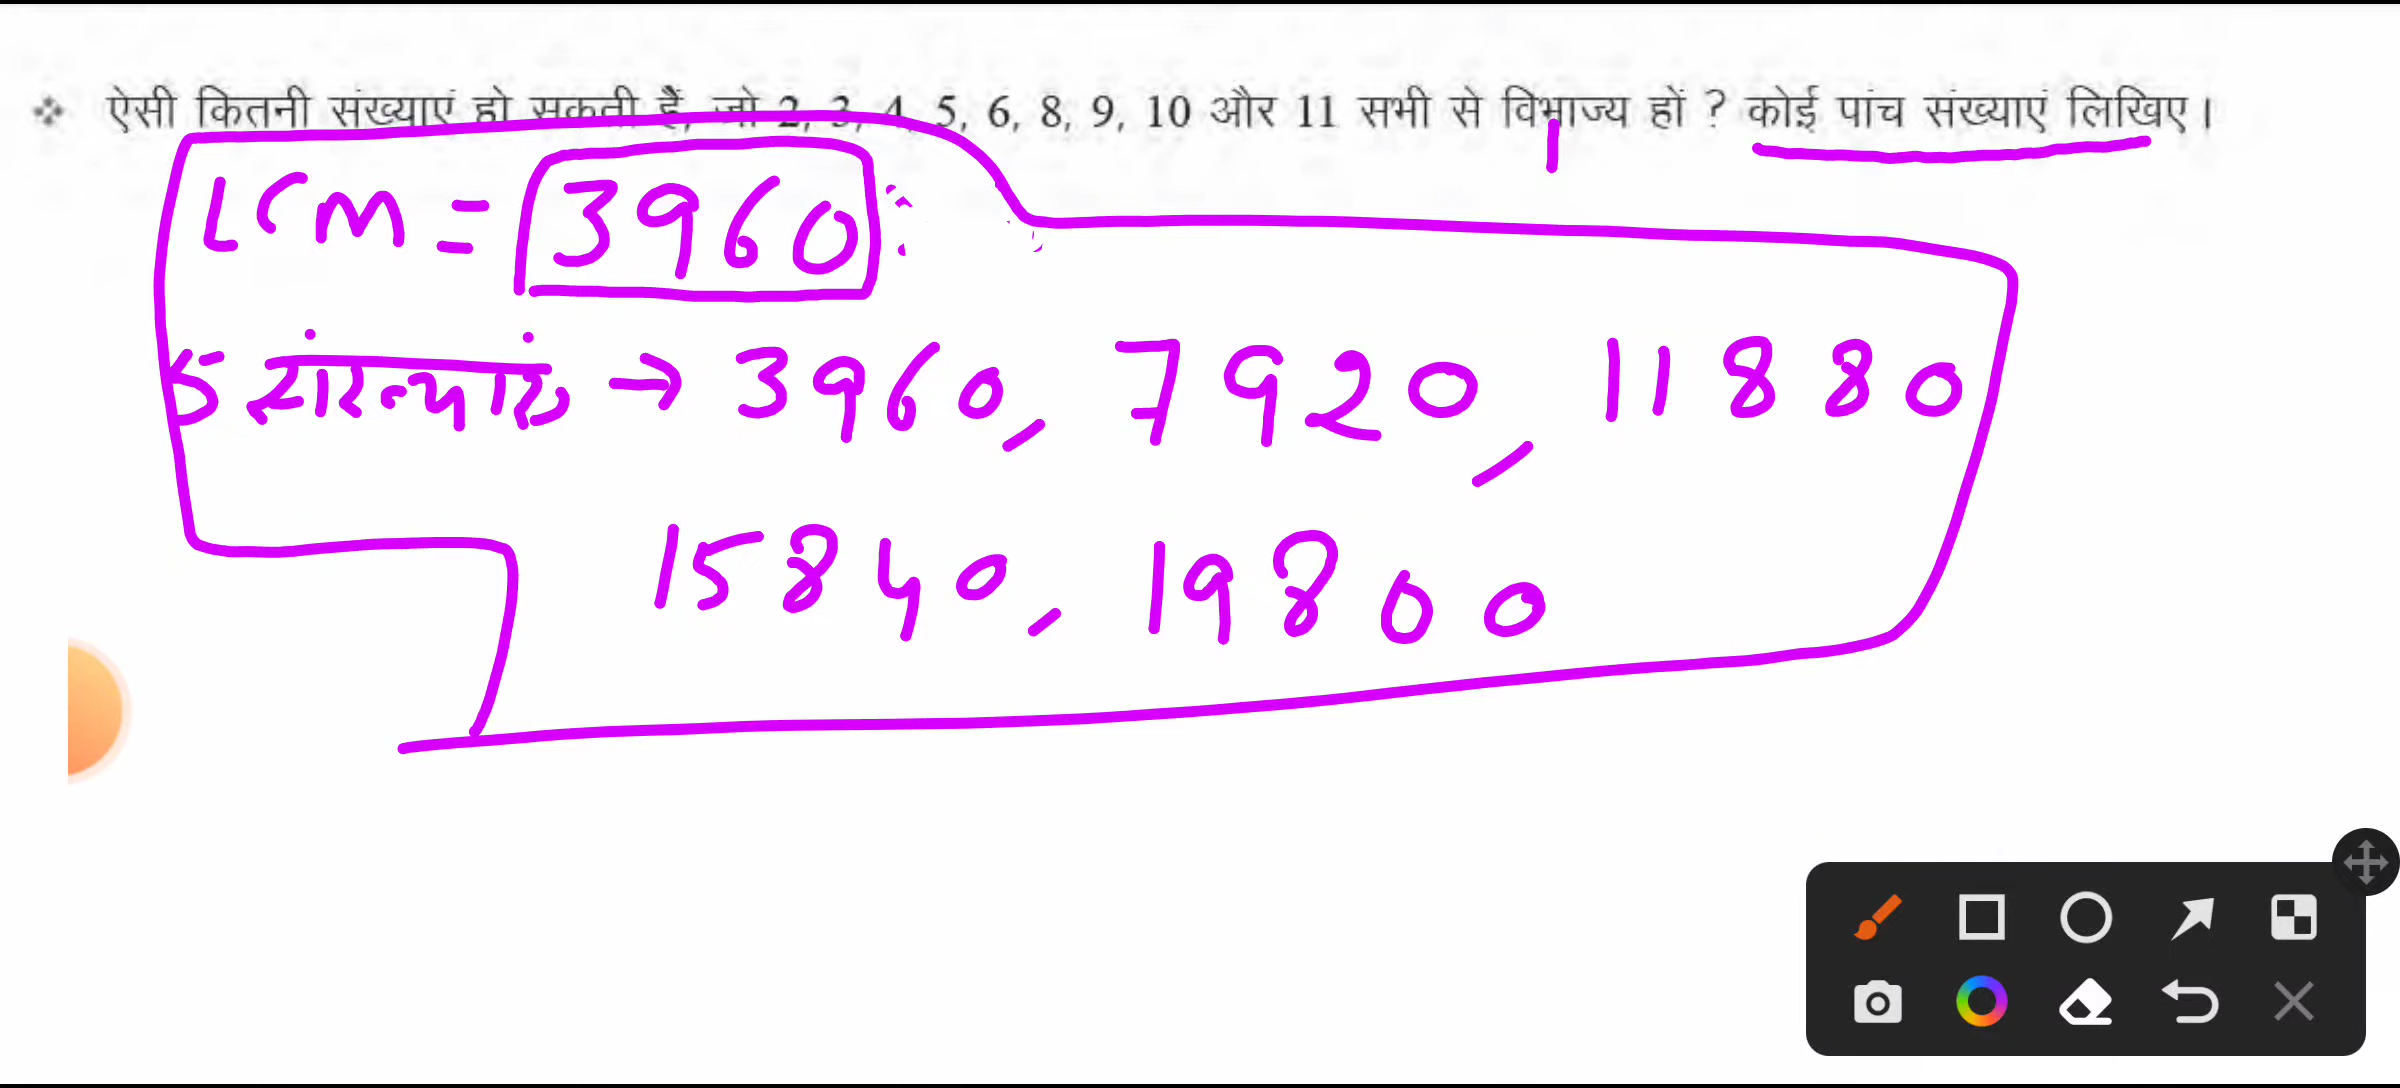 ❖ ऐसी कितनी संख्याएं हो सकती हैं, जो 2, 3, 4, 5, 6, 8, 9, 10 और 11 सभी से विभाज्य हों ? कोई पांच संख्याएं लिखिए।
LCM = 3960
5 संख्याएं → 3960, 7920, 11880
15840, 19800